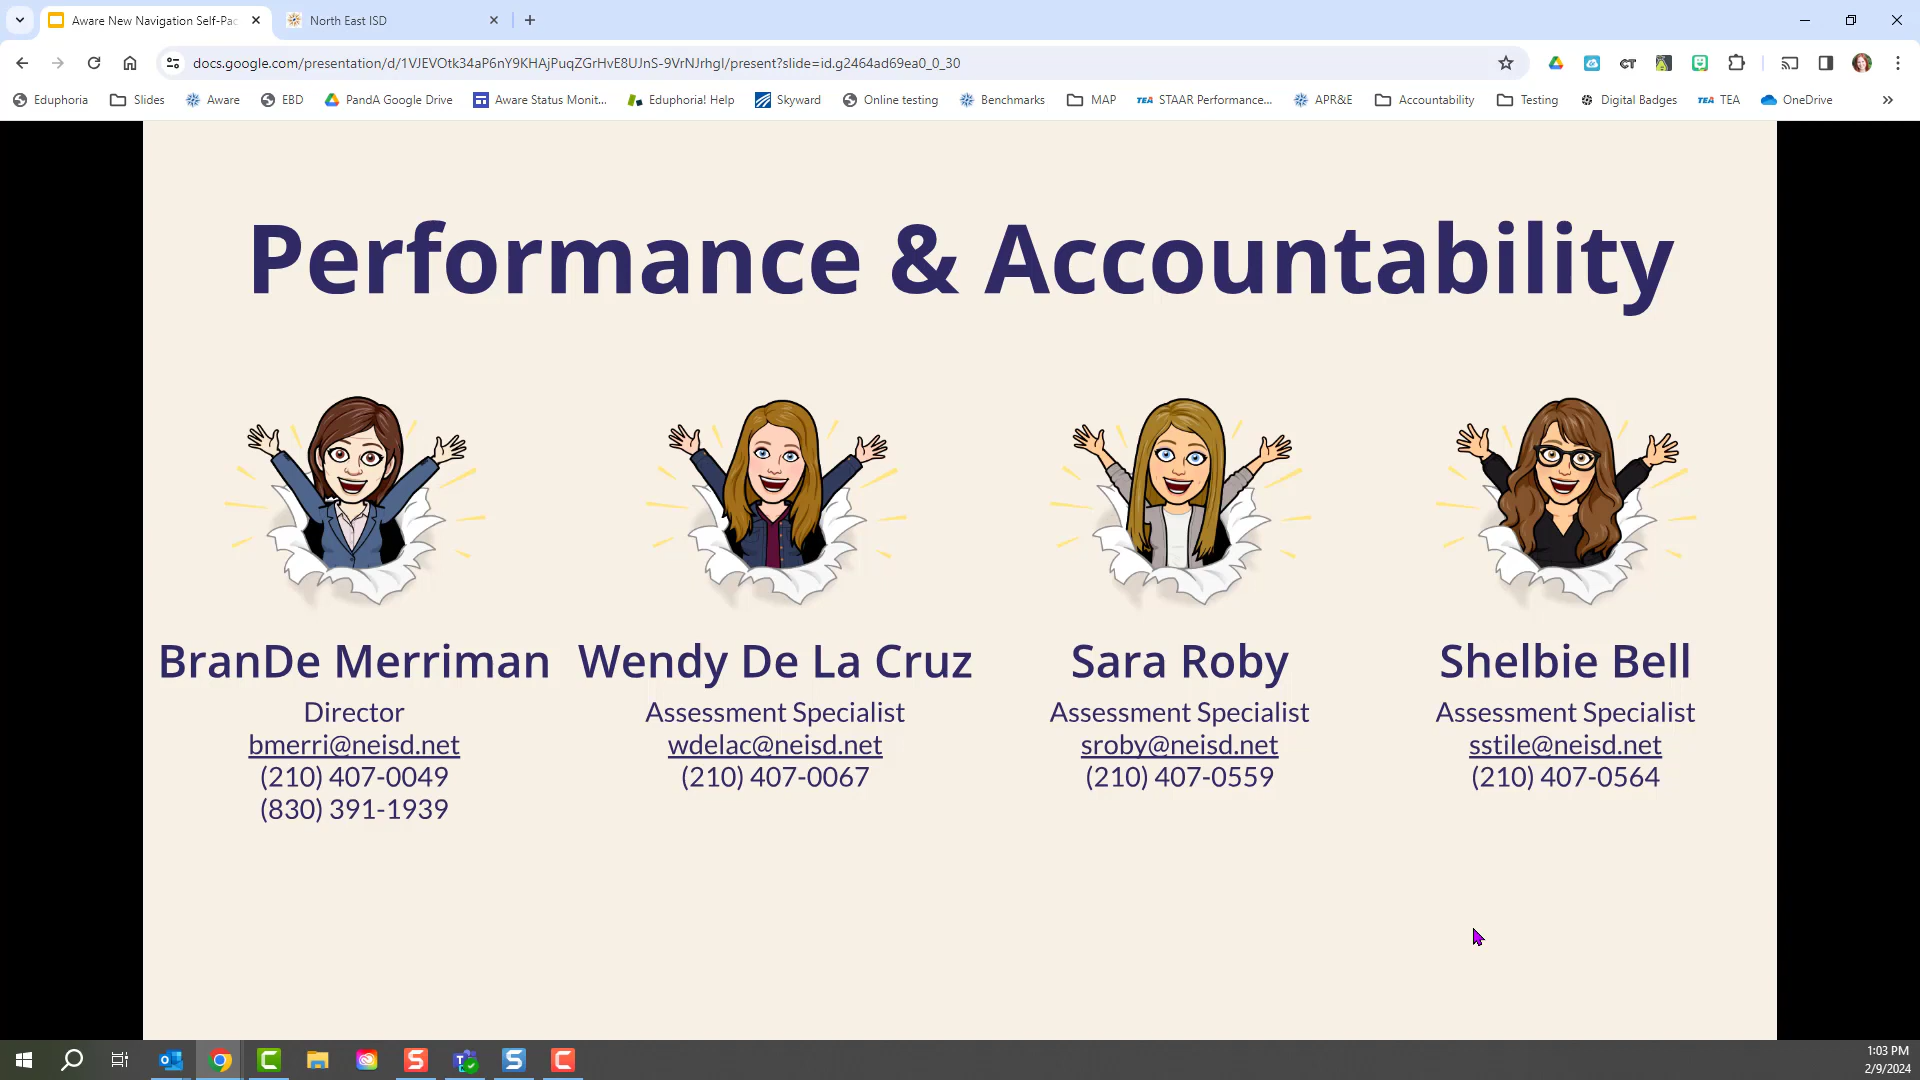 Aware New Navigation Self-Pac
North East ISD
docs.google.com/presentation/d/1VJEVOtk34aP6nY9KHAjPuqZGrHvE8UJnS-9VrNJrhgI/present?slide=id.g2464ad69ea0_0_30
CT
Eduphoria
Slides
Aware
EBD
PandA Google Drive
Aware Status Monit...
Eduphoria! Help
Skyward
Online testing
Benchmarks
MAP
TEA STAAR Performance...
APR&E
Accountability
Testing
Digital Badges
TEA TEA
OneDrive
Performance & Accountability
BranDe Merriman
Director
bmerri@neisd.net
(210) 407-0049
(830) 391-1939
Wendy De La Cruz
Assessment Specialist
wdelac@neisd.net
(210) 407-0067
Sara Roby
Assessment Specialist
sroby@neisd.net
(210) 407-0559
Shelbie Bell
Assessment Specialist
sstile@neisd.net
(210) 407-0564
1:03 PM
2/9/2024